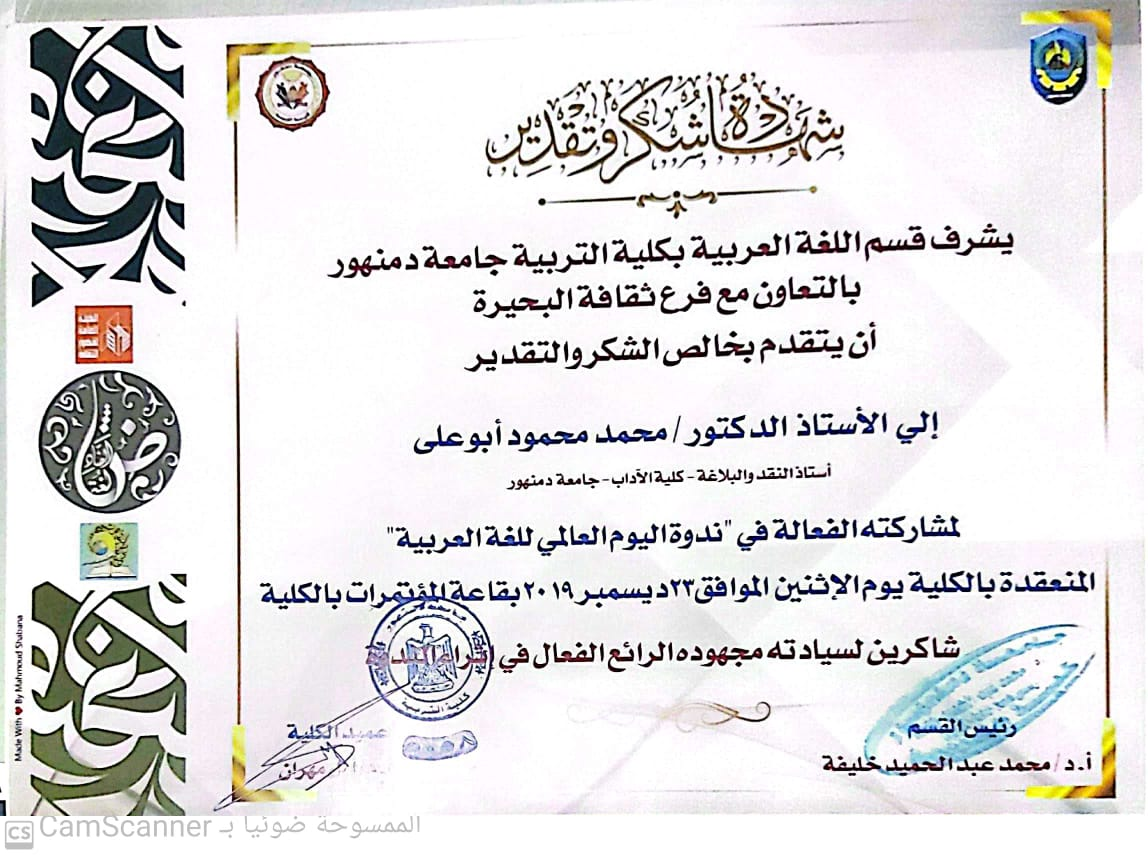 شهادة شكر وتقدير
يشرف قسم اللغة العربية بكلية التربية جامعة دمنهور
بالتعاون مع فرع ثقافة البحيرة
أن يتقدم بخالص الشكر والتقدير
إلي الأستاذ الدكتور / محمد محمود أبوعلى
أستاذ النقد والبلاغة - كلية الآداب - جامعة دمنهور
لمشاركته الفعالة في "ندوة اليوم العالمي للغة العربية"
المنعقدة بالكلية يوم الإثنين الموافق ٢٣ ديسمبر ٢٠١٩ بقاعة المؤتمرات بالكلية
شاكرين لسيادته مجهوده الرائع الفعال في
رئيس القسم
أ.د / محمد عبد الحميد خليفة
عميد الكلية
مهران
كلية التربية
Made With ❤ By Mahmoud Shabana
CS CamScanner الممسوحة ضوئيا بـ